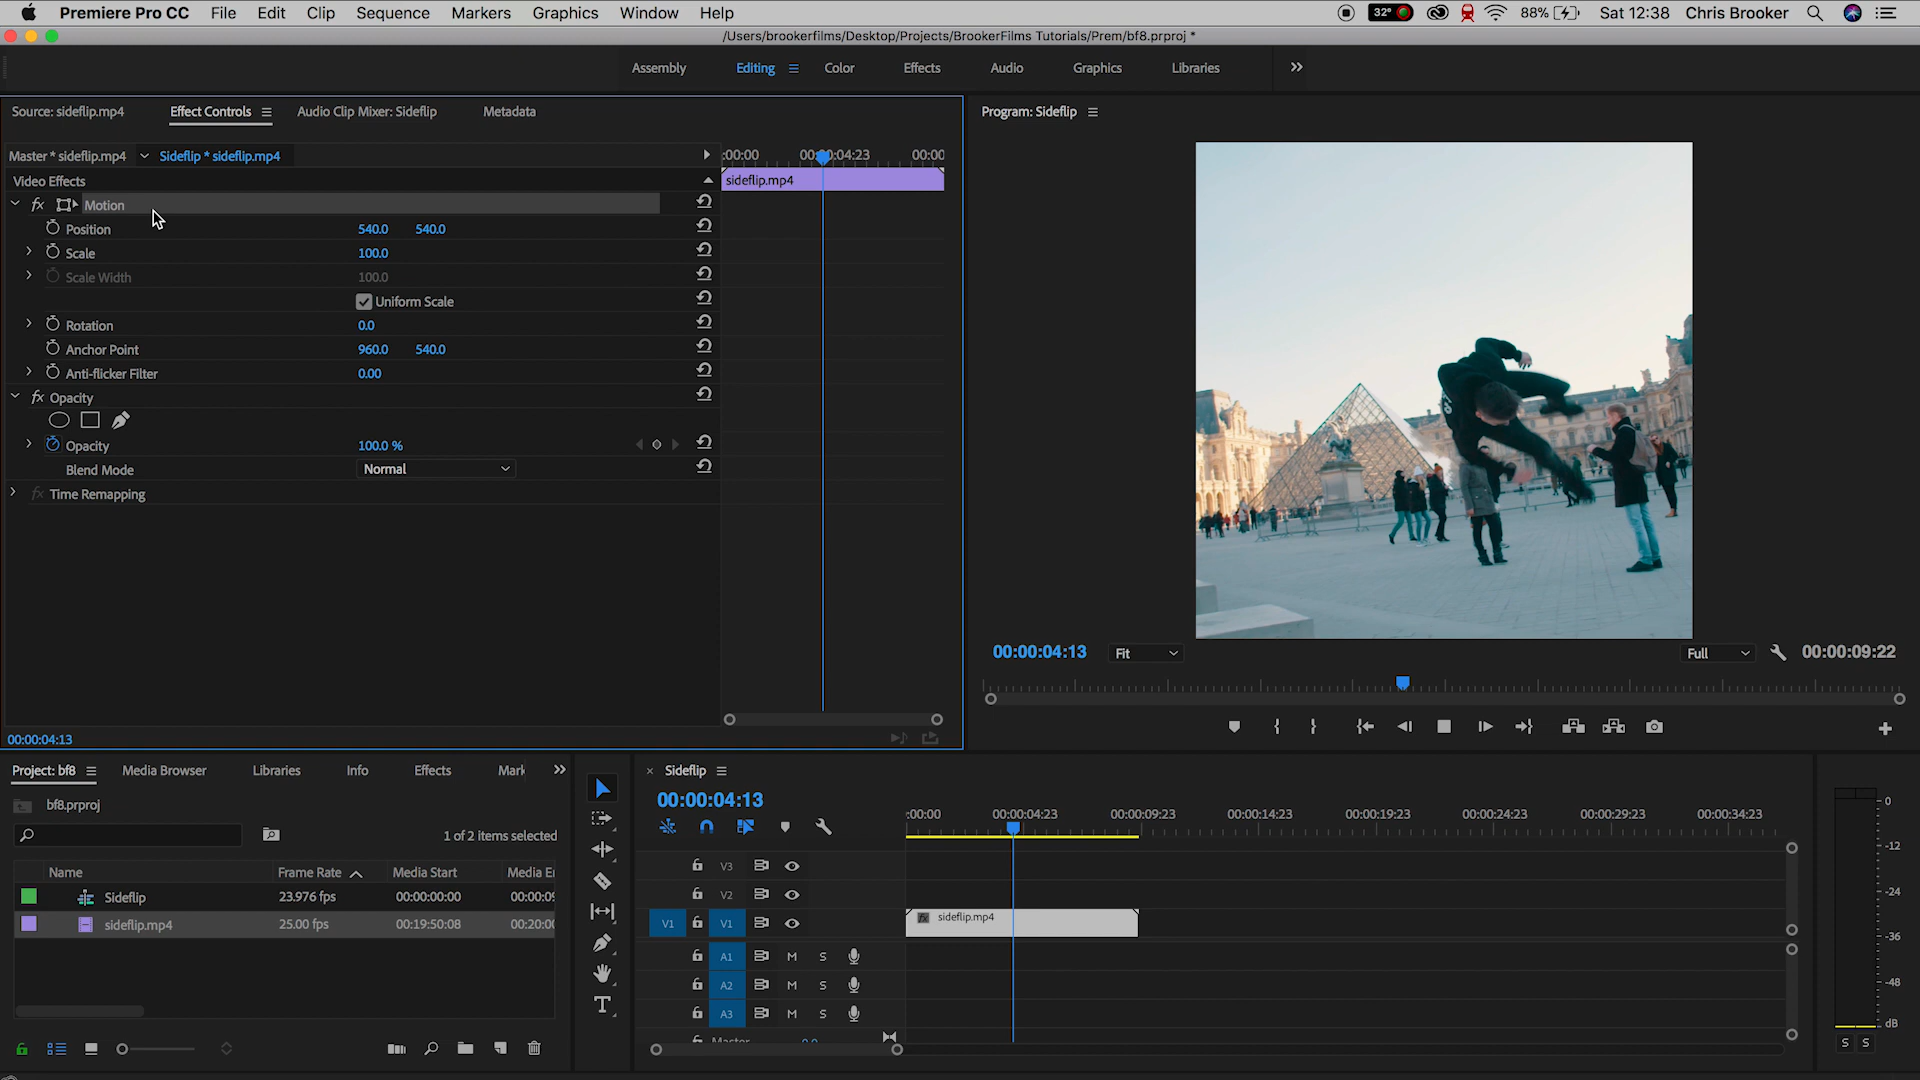 Premiere Pro CC File Edit Clip Sequence Markers Graphics Window Help 32° 88% Sat 12:38 Chris Brooker
/Users/brookerfilms/Desktop/Projects/BrookerFilms Tutorials/Prem/bf8.prproj *
Assembly Editing Color Effects Audio Graphics Libraries
Source: sideflip.mp4 Effect Controls Audio Clip Mixer: Sideflip Metadata
Program: Sideflip
Master * sideflip.mp4 Sideflip * sideflip.mp4
:00:00 00:00:04:23 00:00
Video Effects
sideflip.mp4
fx Motion
Position 540.0 540.0
Scale 100.0
Scale Width 100.0
Uniform Scale
Rotation 0.0
Anchor Point 960.0 540.0
Anti-flicker Filter 0.00
fx Opacity
Opacity 100.0 %
Blend Mode Normal
fx Time Remapping
00:00:04:13
00:00:04:13 Fit Full 00:00:09:22
Project: bf8 Media Browser Libraries Info Effects Mark
bf8.prproj
1 of 2 items selected
Name Frame Rate Media Start Media En
Sideflip 23.976 fps 00:00:00:00 00:00:09
sideflip.mp4 25.00 fps 00:19:50:08 00:20:00
Sideflip
00:00:04:13
:00:00 00:00:04:23 00:00:09:23 00:00:14:23 00:00:19:23 00:00:24:23 00:00:29:23 00:00:34:23
V3
V2
V1 V1 fx sideflip.mp4
A1 M S
A2 M S
A3 M S
Master 0.0
0
-12
-24
-36
-48
dB
S S